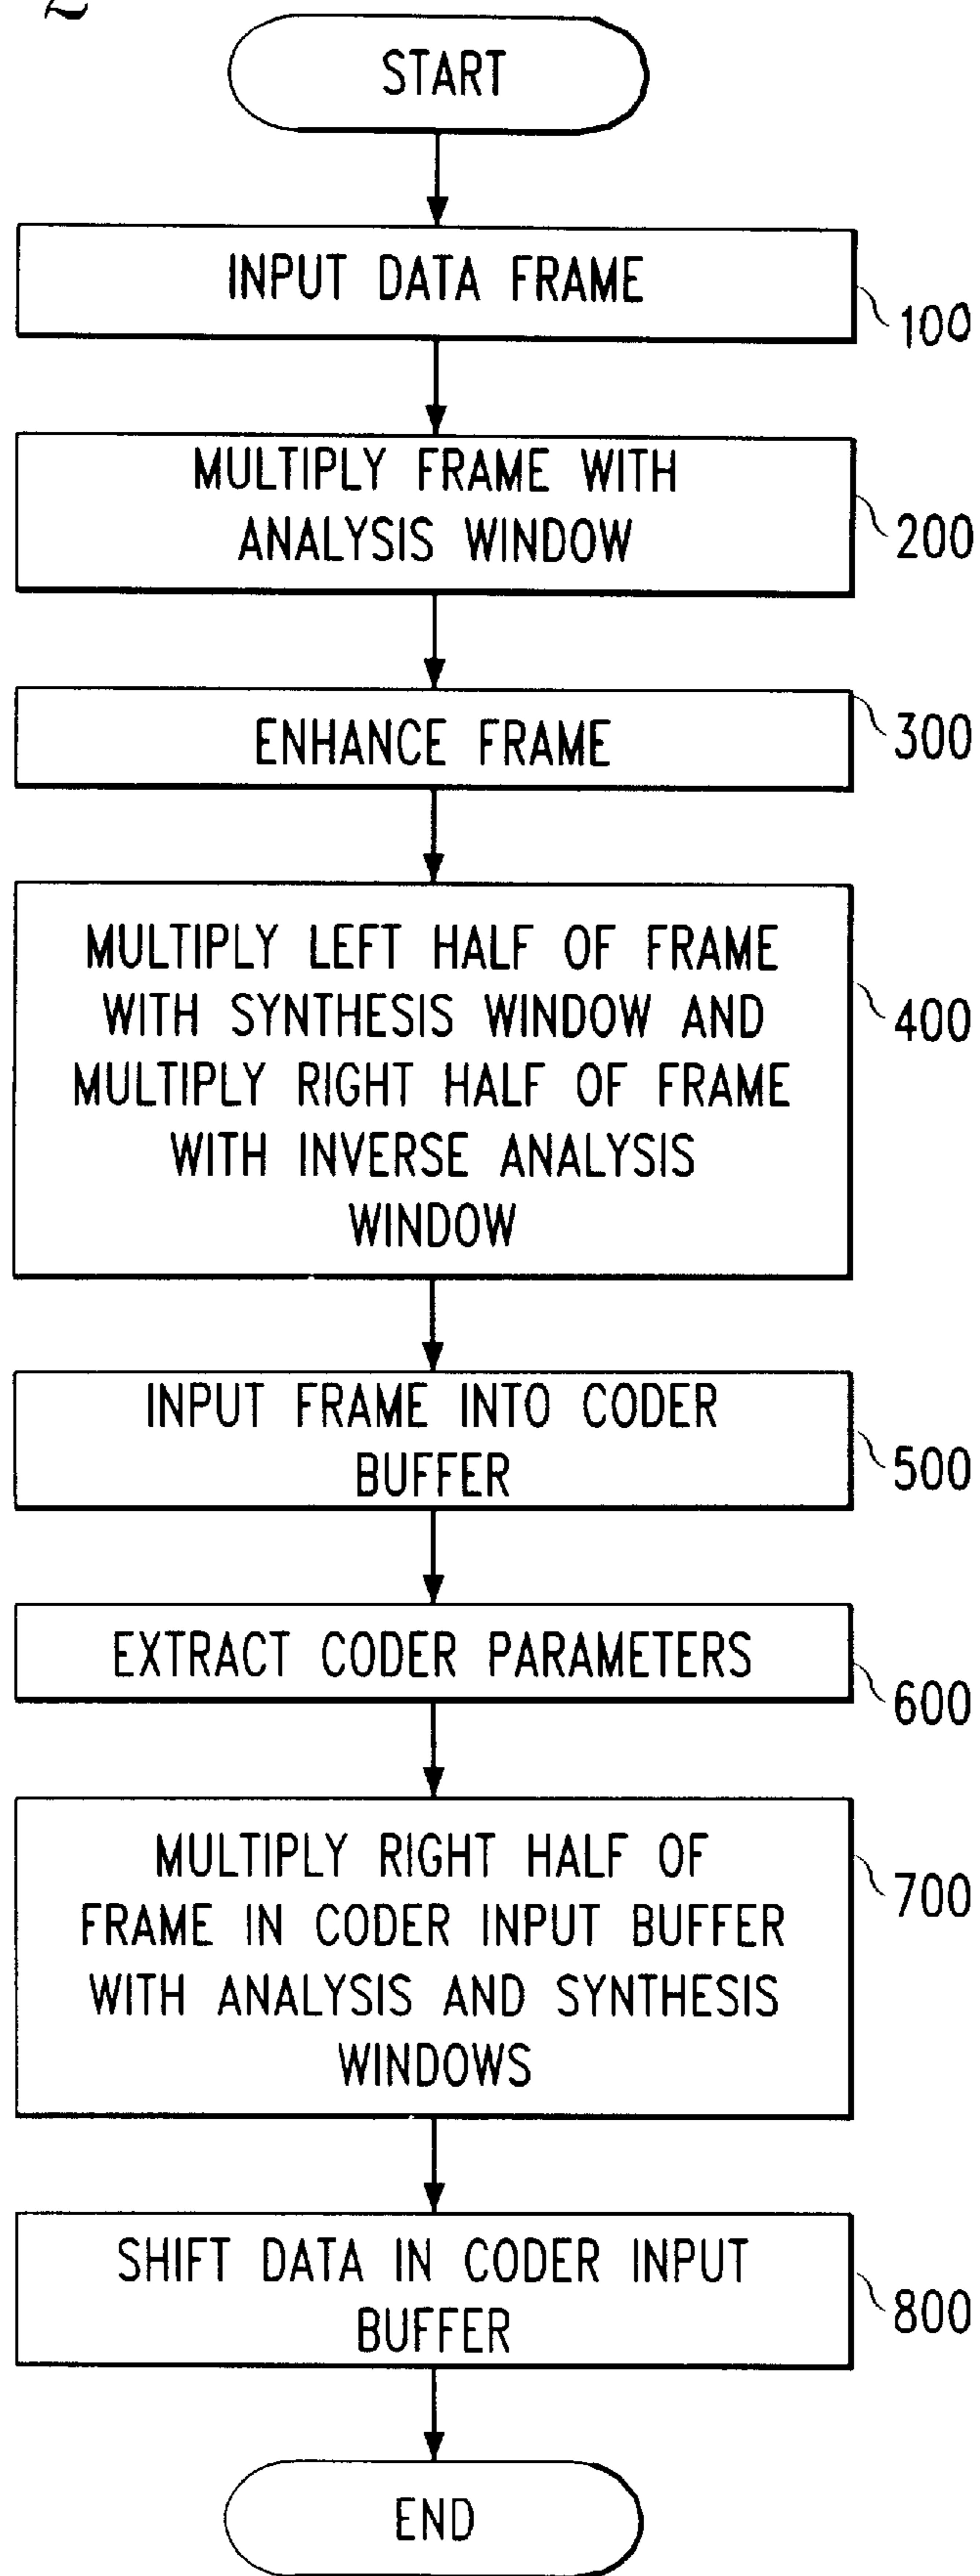 2
START
INPUT DATA FRAME
100
MULTIPLY FRAME WITH
ANALYSIS WINDOW
200
ENHANCE FRAME
300
MULTIPLY LEFT HALF OF FRAME
WITH SYNTHESIS WINDOW AND
MULTIPLY RIGHT HALF OF FRAME
WITH INVERSE ANALYSIS
WINDOW
400
INPUT FRAME INTO CODER
BUFFER
500
EXTRACT CODER PARAMETERS
600
MULTIPLY RIGHT HALF OF
FRAME IN CODER INPUT BUFFER
WITH ANALYSIS AND SYNTHESIS
WINDOWS
700
SHIFT DATA IN CODER INPUT
BUFFER
800
END